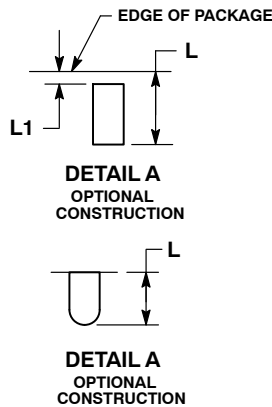 EDGE OF PACKAGE
L
L1
DETAIL A
OPTIONAL
CONSTRUCTION
L
DETAIL A
OPTIONAL
CONSTRUCTION